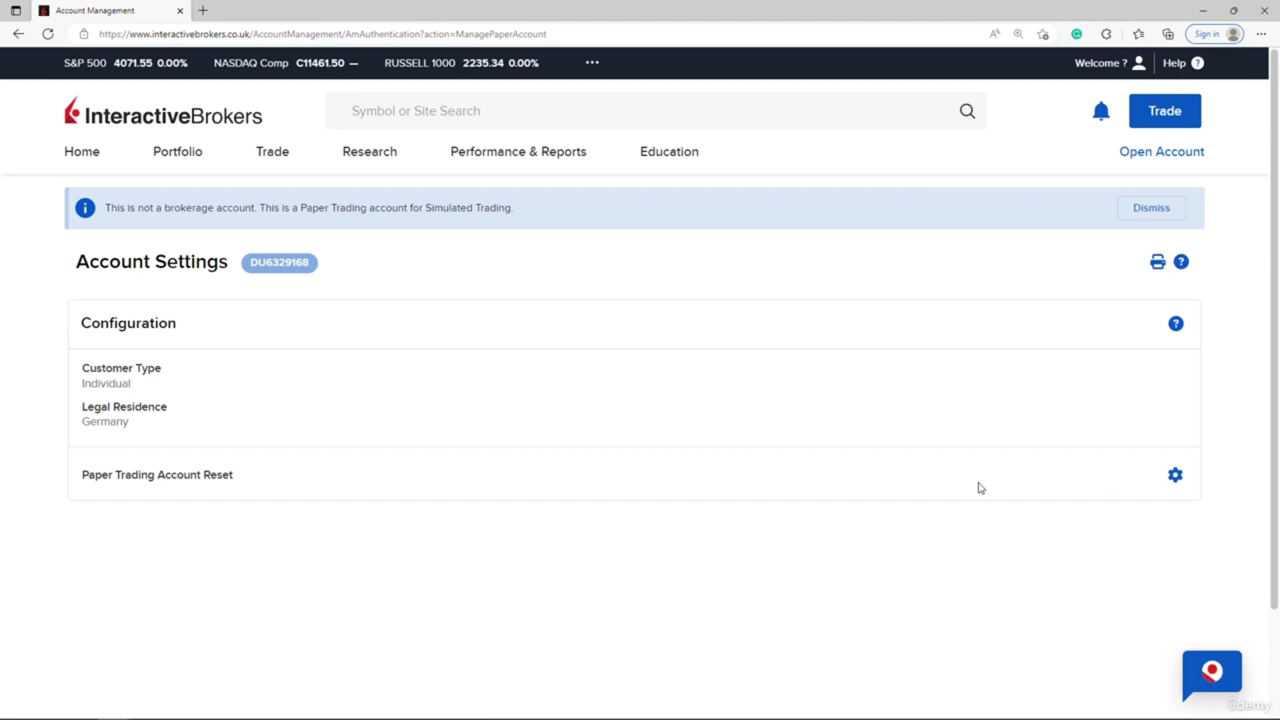 Account Management
https://www.interactivebrokers.co.uk/AccountManagement/AmAuthentication?action=ManagePaperAccount
Sign in
S&P 500 4071.55 0.00% NASDAQ Comp C11461.50 — RUSSELL 1000 2235.34 0.00% ••• Welcome ? Help ?
InteractiveBrokers Symbol or Site Search Trade
Home Portfolio Trade Research Performance & Reports Education Open Account
i This is not a brokerage account. This is a Paper Trading account for Simulated Trading. Dismiss
Account Settings DU6329168 ?
Configuration ?
Customer Type
Individual
Legal Residence
Germany
Paper Trading Account Reset
ûdemy